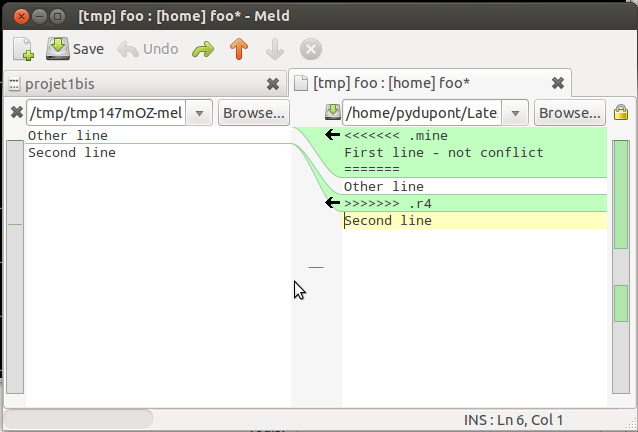 [tmp] foo : [home] foo* - Meld
Save Undo
projet1bis [tmp] foo : [home] foo*
/tmp/tmp147mOZ-mel Browse... /home/pydupont/Late Browse...
Other line
Second line
<<<<<<< .mine
First line - not conflict
=======
Other line
>>>>>>> .r4
Second line
INS : Ln 6, Col 1